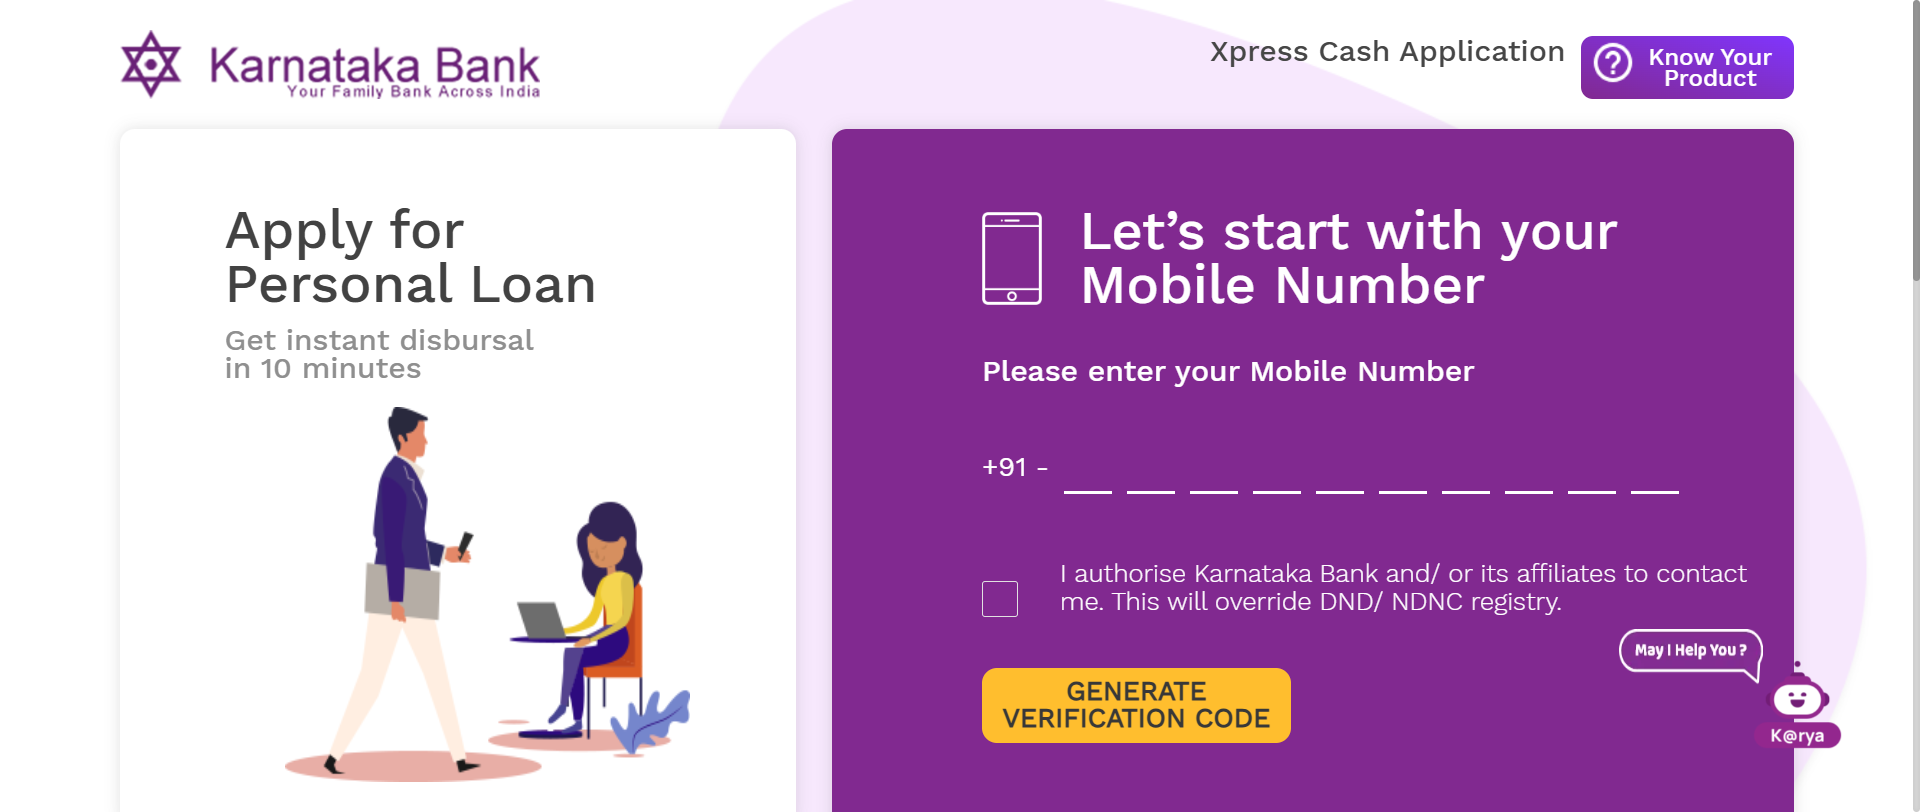 Karnataka Bank
Your Family Bank Across India
Xpress Cash Application
Know Your
Product
Apply for
Personal Loan
Get instant disbursal
in 10 minutes
Let’s start with your
Mobile Number
Please enter your Mobile Number
+91 -
I authorise Karnataka Bank and/ or its affiliates to contact
me. This will override DND/ NDNC registry.
GENERATE
VERIFICATION CODE
May I Help You ?
K@rya